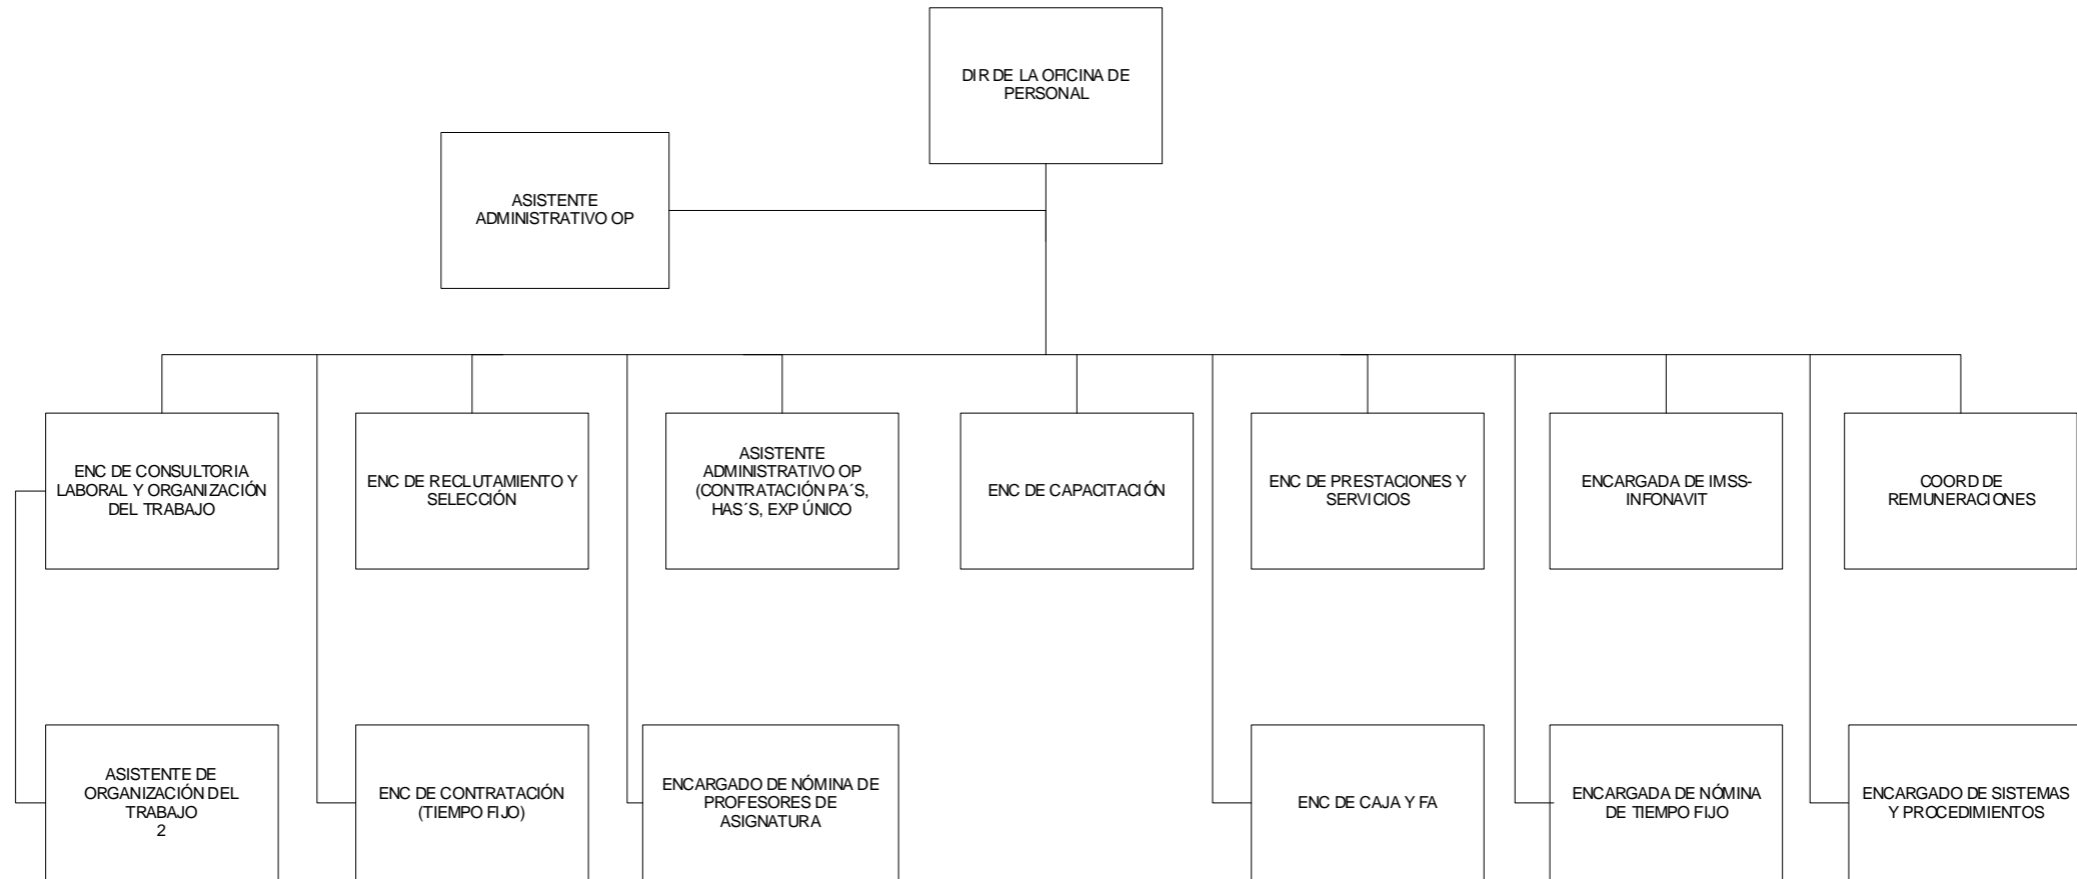 DIR DE LA OFICINA DE
PERSONAL
ASISTENTE
ADMINISTRATIVO OP
ENC DE CONSULTORIA
LABORAL Y ORGANIZACIÓN
DEL TRABAJO
ENC DE RECLUTAMIENTO Y
SELECCIÓN
ASISTENTE
ADMINISTRATIVO OP
(CONTRATACIÓN PA´S,
HAS´S, EXP ÚNICO
ENC DE CAPACITACIÓN
ENC DE PRESTACIONES Y
SERVICIOS
ENCARGADA DE IMSS-
INFONAVIT
COORD DE
REMUNERACIONES
ASISTENTE DE
ORGANIZACIÓN DEL
TRABAJO
2
ENC DE CONTRATACIÓN
(TIEMPO FIJO)
ENCARGADO DE NÓMINA DE
PROFESORES DE
ASIGNATURA
ENC DE CAJA Y FA
ENCARGADA DE NÓMINA
DE TIEMPO FIJO
ENCARGADO DE SISTEMAS
Y PROCEDIMIENTOS